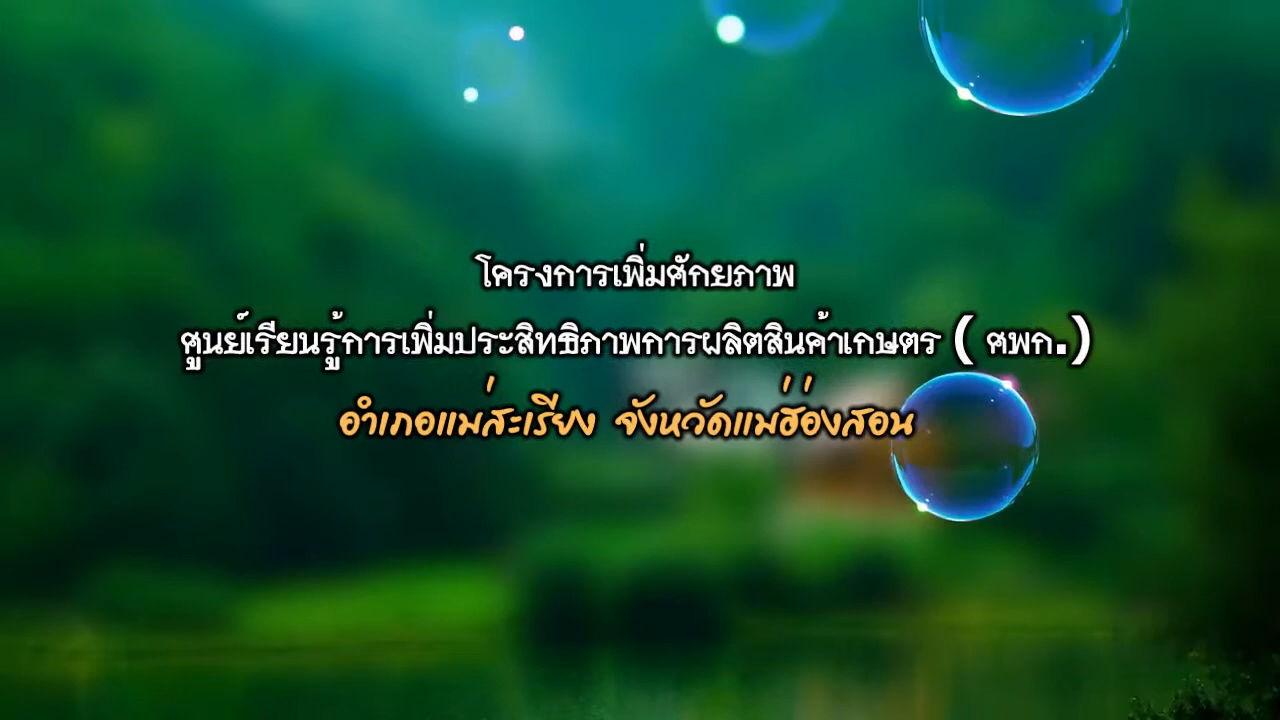 โครงการเพิ่มศักยภาพ
ศูนย์เรียนรู้การเพิ่มประสิทธิภาพการผลิตสินค้าเกษตร ( ศพก.)
อำเภอแม่สะเรียง จังหวัดแม่ฮ่องสอน